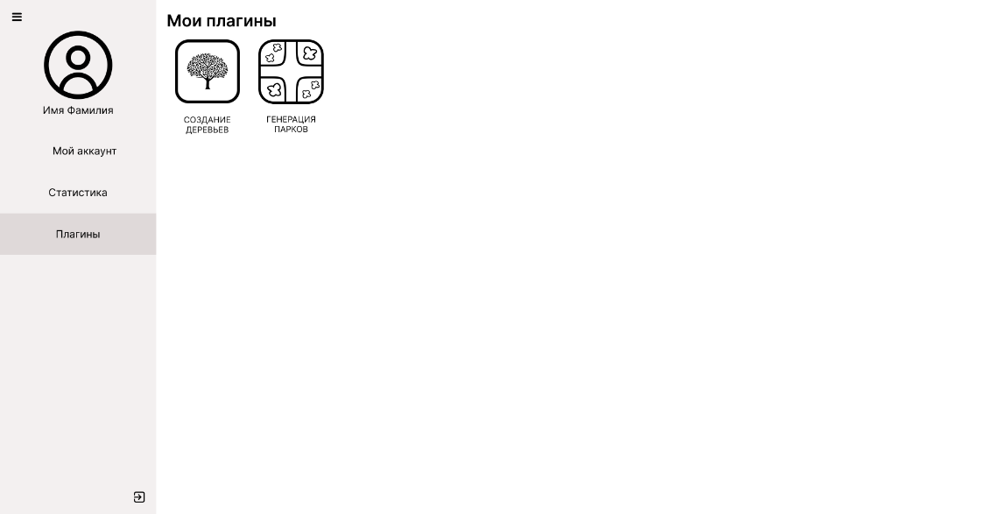 Имя Фамилия
Мой аккаунт
Статистика
Плагины
Мои плагины
СОЗДАНИЕ
ДЕРЕВЬЕВ
ГЕНЕРАЦИЯ
ПАРКОВ